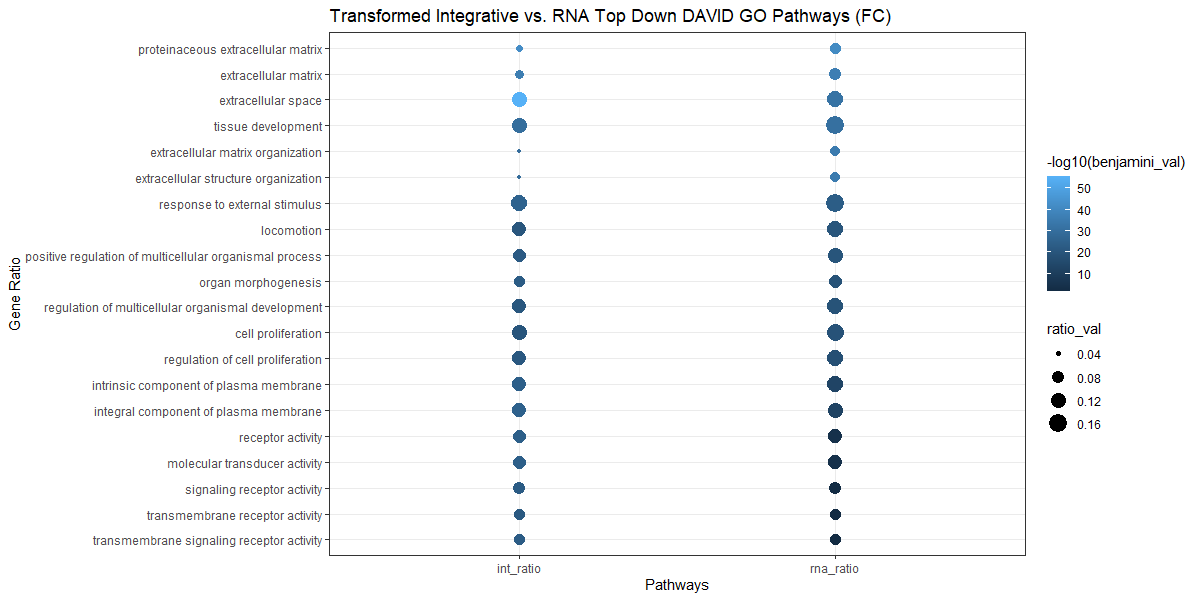 Transformed Integrative vs. RNA Top Down DAVID GO Pathways (FC)
Gene Ratio
proteinaceous extracellular matrix
extracellular matrix
extracellular space
tissue development
extracellular matrix organization
extracellular structure organization
response to external stimulus
locomotion
positive regulation of multicellular organismal process
organ morphogenesis
regulation of multicellular organismal development
cell proliferation
regulation of cell proliferation
intrinsic component of plasma membrane
integral component of plasma membrane
receptor activity
molecular transducer activity
signaling receptor activity
transmembrane receptor activity
transmembrane signaling receptor activity
int_ratio
rna_ratio
Pathways
-log10(benjamini_val)
50
40
30
20
10
ratio_val
0.04
0.08
0.12
0.16